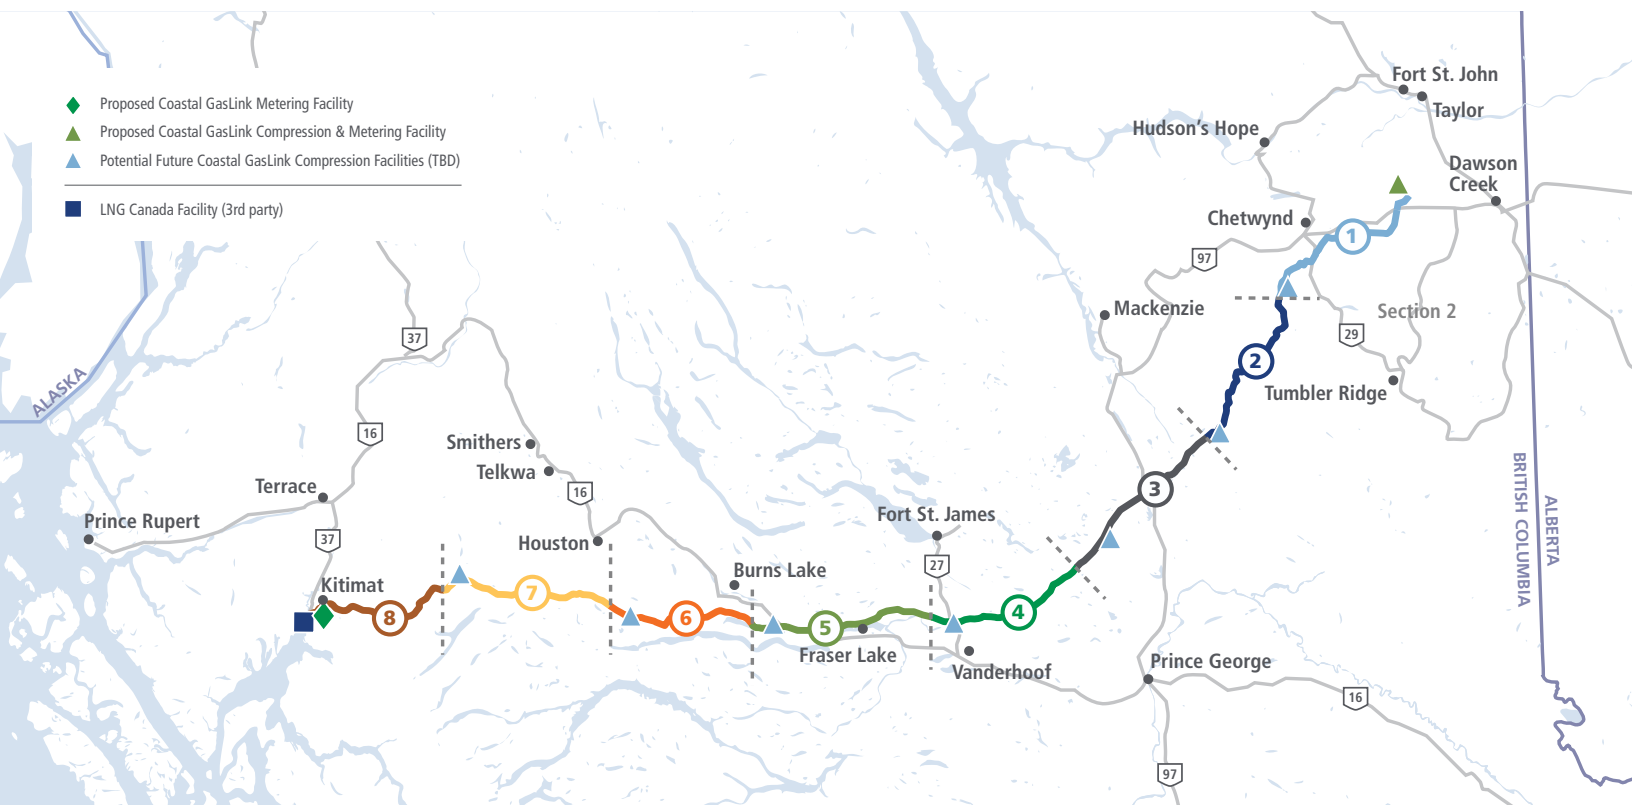 Proposed Coastal GasLink Metering Facility
Proposed Coastal GasLink Compression & Metering Facility
Potential Future Coastal GasLink Compression Facilities (TBD)
LNG Canada Facility (3rd party)
Fort St. John
Taylor
Hudson's Hope
Dawson
Creek
Chetwynd
1
97
Mackenzie
Section 2
29
37
2
Tumbler Ridge
ALASKA
16
Smithers
Telkwa
16
3
Terrace
Prince Rupert
37
Fort St. James
BRITISH COLUMBIA
ALBERTA
Houston
27
Burns Lake
Kitimat
7
8
6
5
4
Fraser Lake
Vanderhoof
Prince George
16
97